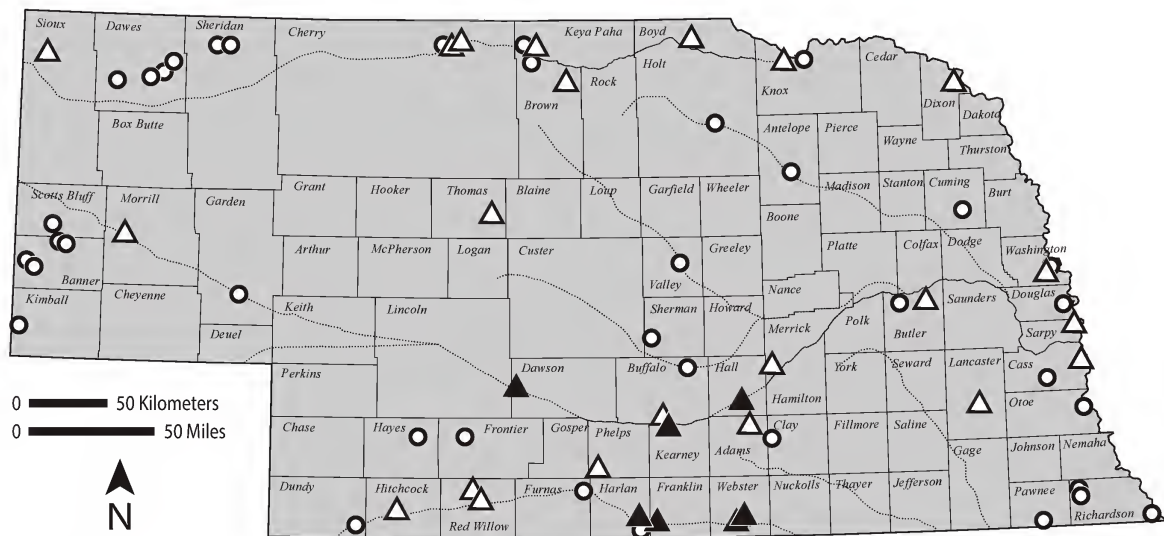 Sioux
Dawes
Sheridan
Cherry
Keya Paha
Boyd
Holt
Rock
Brown
Knox
Cedar
Dixon
Dakota
Box Butte
Antelope
Pierce
Wayne
Thurston
Scotts Bluff
Morrill
Garden
Grant
Hooker
Thomas
Blaine
Loup
Garfield
Wheeler
Boone
Madison
Stanton
Cuming
Burt
Banner
Arthur
McPherson
Logan
Custer
Valley
Greeley
Platte
Colfax
Dodge
Washington
Kimball
Cheyenne
Deuel
Keith
Lincoln
Sherman
Howard
Nance
Merrick
Polk
Butler
Saunders
Douglas
Sarpy
0 50 Kilometers
0 50 Miles
N
Perkins
Dawson
Buffalo
Hall
Hamilton
York
Seward
Lancaster
Cass
Otoe
Chase
Hayes
Frontier
Gosper
Phelps
Kearney
Adams
Clay
Fillmore
Saline
Gage
Johnson
Nemaha
Dundy
Hitchcock
Red Willow
Furnas
Harlan
Franklin
Webster
Nuckolls
Thayer
Jefferson
Pawnee
Richardson